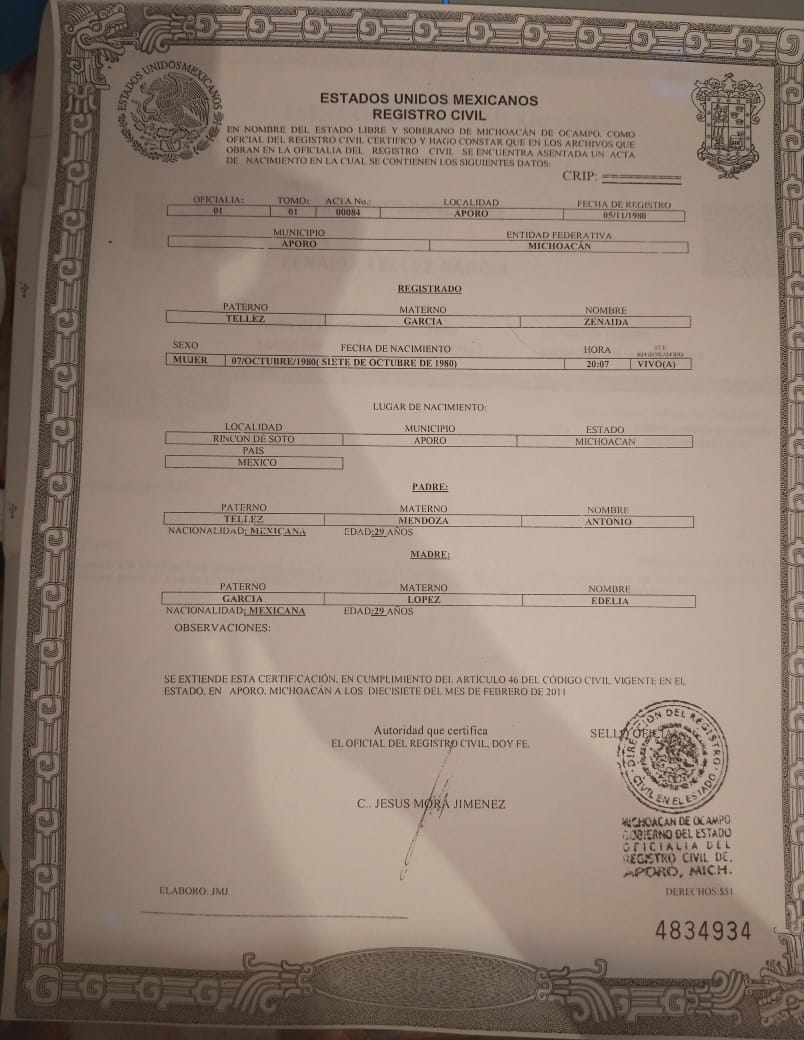 ESTADOS UNIDOS MEXICANOS
ESTADOS UNIDOS MEXICANOS
REGISTRO CIVIL
EN NOMBRE DEL ESTADO LIBRE Y SOBERANO DE MICHOACÁN DE OCAMPO. COMO
OFICIAL DEL REGISTRO CIVIL CERTIFICO Y HAGO CONSTAR QUE EN LOS ARCHIVOS QUE
OBRAN EN LA OFICIALIA DEL REGISTRO CIVIL SE ENCUENTRA ASENTADA UN ACTA
DE NACIMIENTO EN LA CUAL SE CONTIENEN LOS SIGUIENTES DATOS:
CRIP: ==========
OFICIALIA: TOMO: ACTA No.: LOCALIDAD FECHA DE REGISTRO
01 01 00084 APORO 05/11/1980
MUNICIPIO ENTIDAD FEDERATIVA
APORO MICHOACÁN
REGISTRADO
PATERNO MATERNO NOMBRE
TELLEZ GARCIA ZENAIDA
SEXO FECHA DE NACIMIENTO HORA FUE REGISTRADO(A)
MUJER 07/OCTUBRE/1980( SIETE DE OCTUBRE DE 1980) 20:07 VIVO(A)
LUGAR DE NACIMIENTO:
LOCALIDAD MUNICIPIO ESTADO
RINCON DE SOTO APORO MICHOACAN
PAIS
MEXICO
PADRE:
PATERNO MATERNO NOMBRE
TELLEZ MENDOZA ANTONIO
NACIONALIDAD: MEXICANA EDAD:29 AÑOS
MADRE:
PATERNO MATERNO NOMBRE
GARCIA LOPEZ EDELIA
NACIONALIDAD: MEXICANA EDAD:29 AÑOS
OBSERVACIONES:
SE EXTIENDE ESTA CERTIFICACIÓN, EN CUMPLIMIENTO DEL ARTÍCULO 46 DEL CÓDIGO CIVIL VIGENTE EN EL
ESTADO, EN APORO, MICHOACÁN A LOS DIECISIETE DEL MES DE FEBRERO DE 2011
Autoridad que certifica
EL OFICIAL DEL REGISTRO CIVIL, DOY FE.
SELLO OFICIAL
DIRECCION DEL REGISTRO CIVIL EN EL ESTADO
C.. JESUS MORA JIMENEZ
MICHOACAN DE OCAMPO
GOBIERNO DEL ESTADO
OFICIALIA DEL
REGISTRO CIVIL DE,
APORO, MICH.
ELABORO: JMJ
DERECHOS:$51
4834934